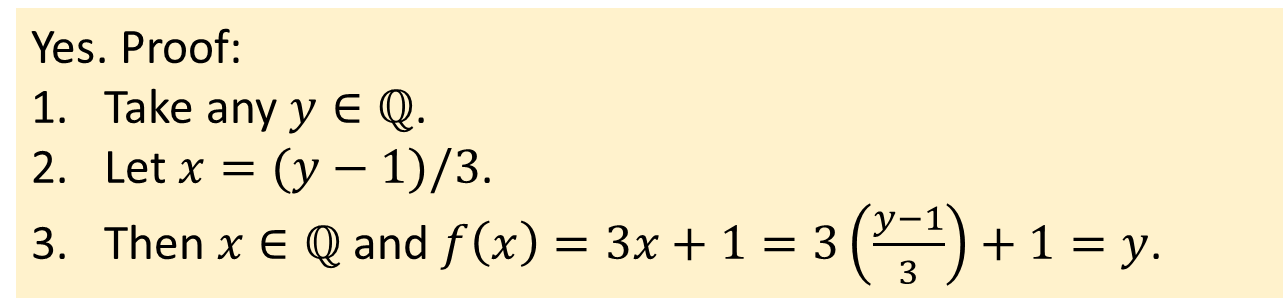 Yes. Proof:
1. Take any y ∈ ℚ.
2. Let x = (y − 1)/3.
3. Then x ∈ ℚ and f(x) = 3x + 1 = 3((y−1)/3) + 1 = y.